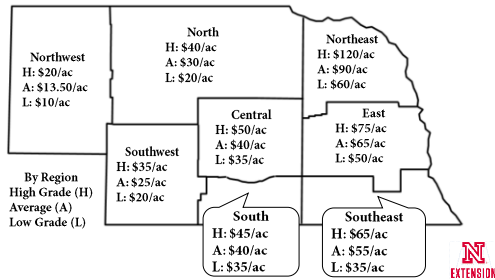 Northwest
H: $20/ac
A: $13.50/ac
L: $10/ac
North
H: $40/ac
A: $30/ac
L: $20/ac
Northeast
H: $120/ac
A: $90/ac
L: $60/ac
Central
H: $50/ac
A: $40/ac
L: $35/ac
East
H: $75/ac
A: $65/ac
L: $50/ac
Southwest
H: $35/ac
A: $25/ac
L: $20/ac
By Region
High Grade (H)
Average (A)
Low Grade (L)
South
H: $45/ac
A: $40/ac
L: $35/ac
Southeast
H: $65/ac
A: $55/ac
L: $35/ac
N
EXTENSION